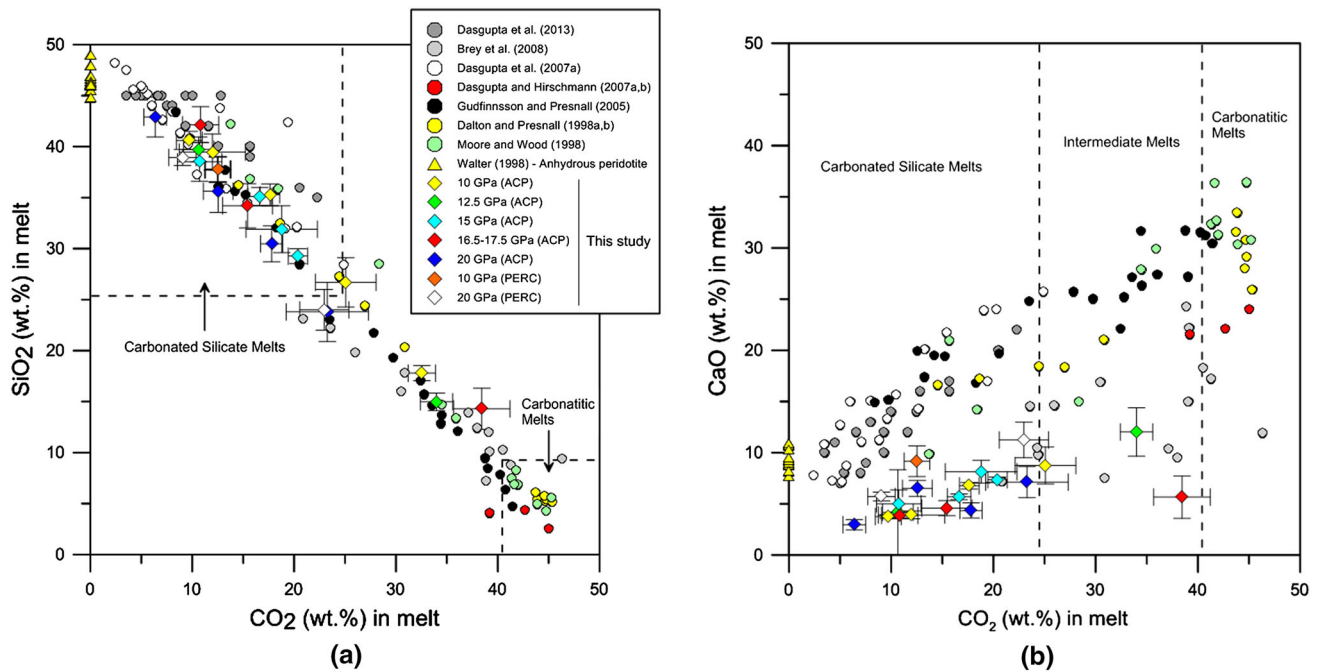 Dasgupta et al. (2013)
Brey et al. (2008)
Dasgupta et al. (2007a)
Dasgupta and Hirschmann (2007a,b)
Gudfinnsson and Presnall (2005)
Dalton and Presnall (1998a,b)
Moore and Wood (1998)
Walter (1998) - Anhydrous peridotite
10 GPa (ACP)
12.5 GPa (ACP)
15 GPa (ACP)
16.5-17.5 GPa (ACP)
20 GPa (ACP)
10 GPa (PERC)
20 GPa (PERC)
This study
50
40
30
20
10
0
SiO2 (wt.%) in melt
Carbonated Silicate Melts
Carbonatitic
Melts
0 10 20 30 40 50
CO2 (wt.%) in melt
(a)
50
40
30
20
10
0
CaO (wt.%) in melt
Carbonated Silicate Melts
Intermediate Melts
Carbonatitic
Melts
0 10 20 30 40 50
CO₂ (wt.%) in melt
(b)